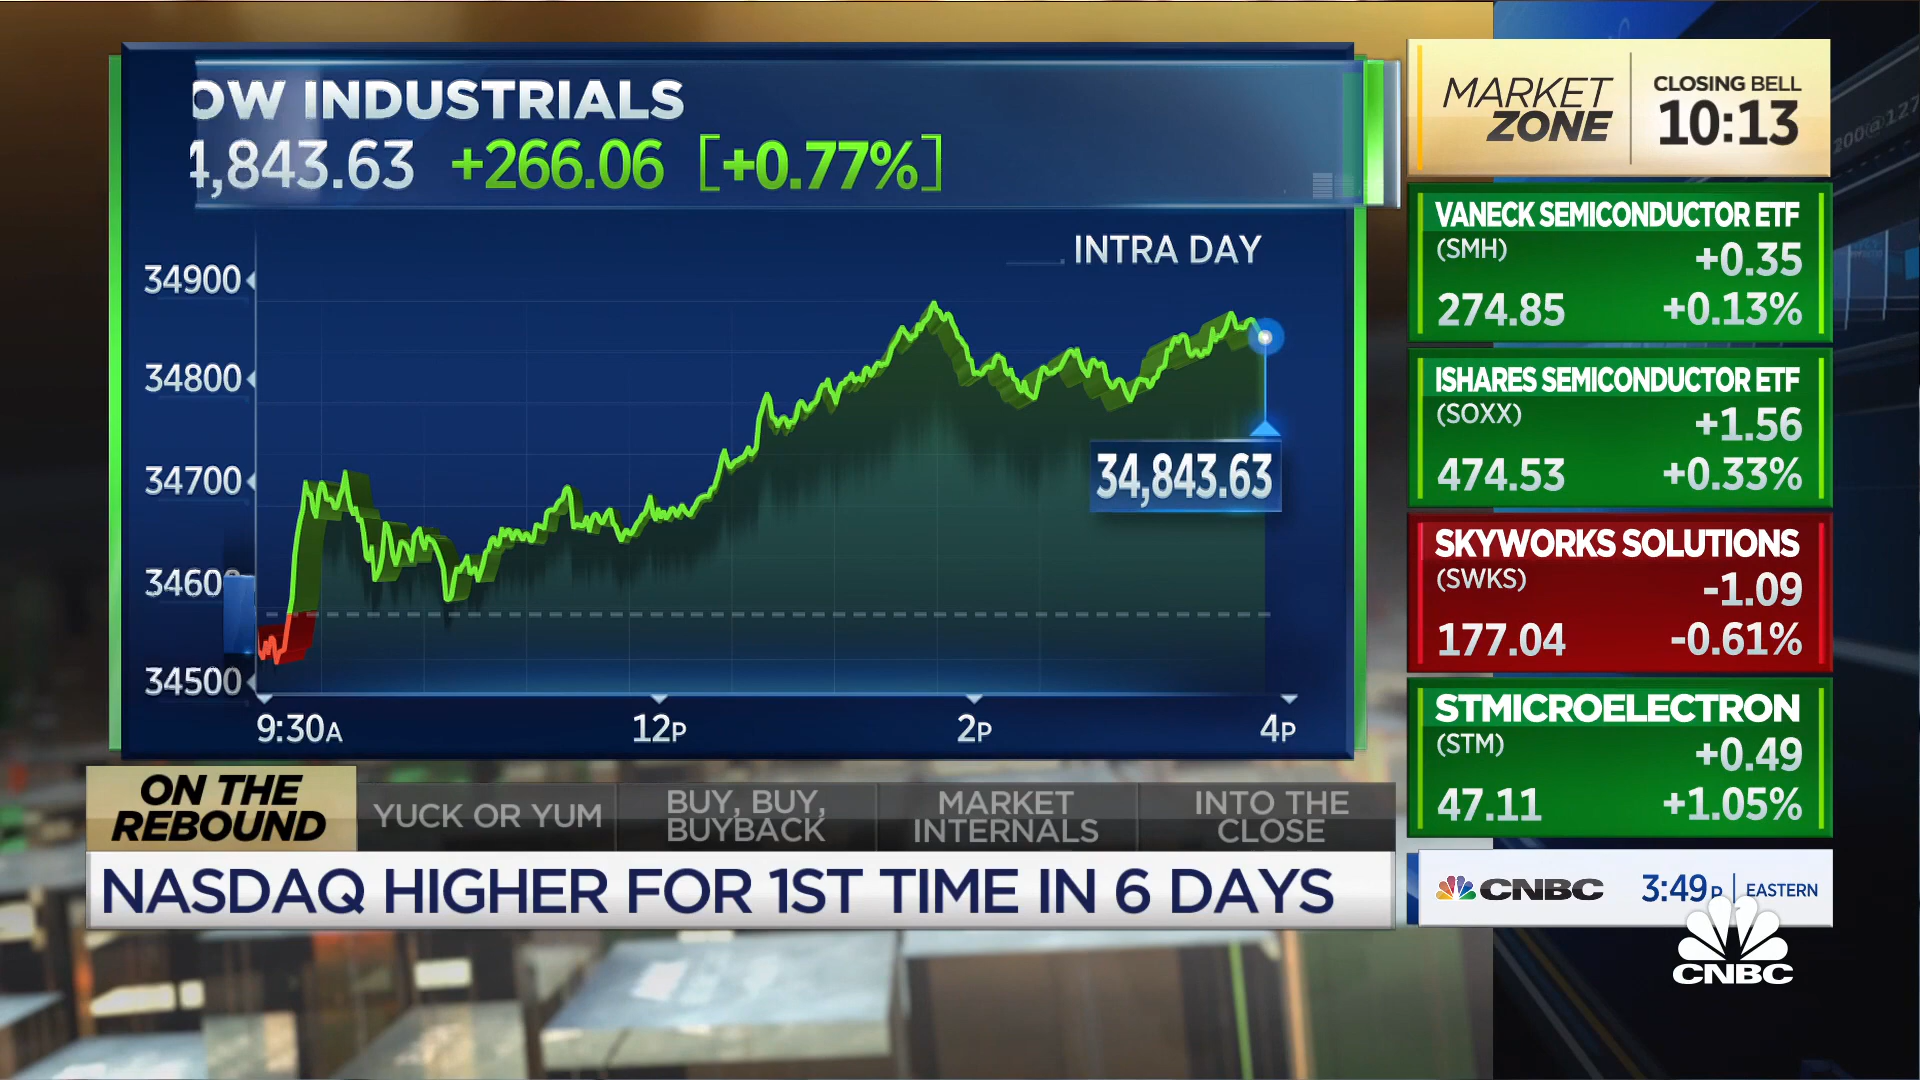 OW INDUSTRIALS
4,843.63 +266.06 [+0.77%]
INTRA DAY
34900
34800
34700
34600
34500
34,843.63
9:30A 12P 2P 4P
MARKET ZONE
CLOSING BELL
10:13
VANECK SEMICONDUCTOR ETF
(SMH) +0.35
274.85 +0.13%
ISHARES SEMICONDUCTOR ETF
(SOXX) +1.56
474.53 +0.33%
SKYWORKS SOLUTIONS
(SWKS) -1.09
177.04 -0.61%
STMICROELECTRON
(STM) +0.49
47.11 +1.05%
ON THE
REBOUND
YUCK OR YUM
BUY, BUY,
BUYBACK
MARKET
INTERNALS
INTO THE
CLOSE
NASDAQ HIGHER FOR 1ST TIME IN 6 DAYS
CNBC 3:49P EASTERN
CNBC